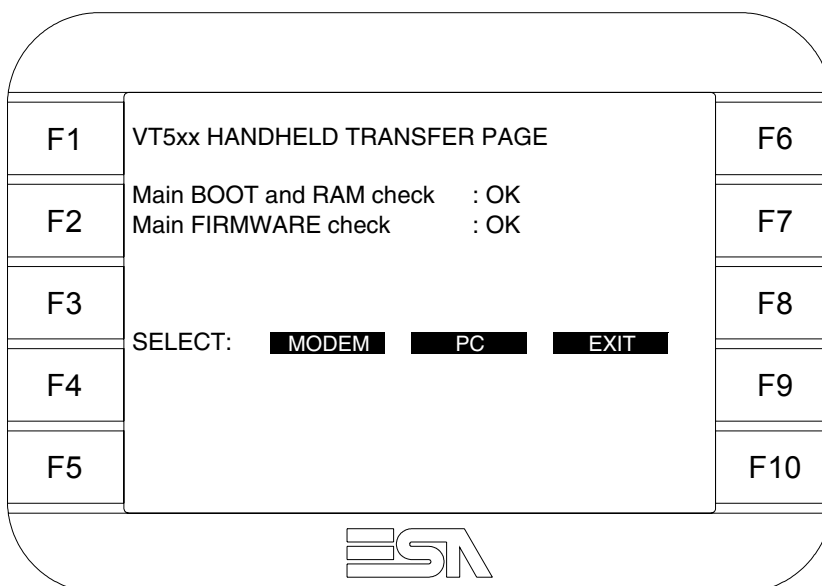 VT5xx HANDHELD TRANSFER PAGE
Main BOOT and RAM check : OK
Main FIRMWARE check : OK
SELECT: MODEM PC EXIT
F1
F2
F3
F4
F5
F6
F7
F8
F9
F10
ESA